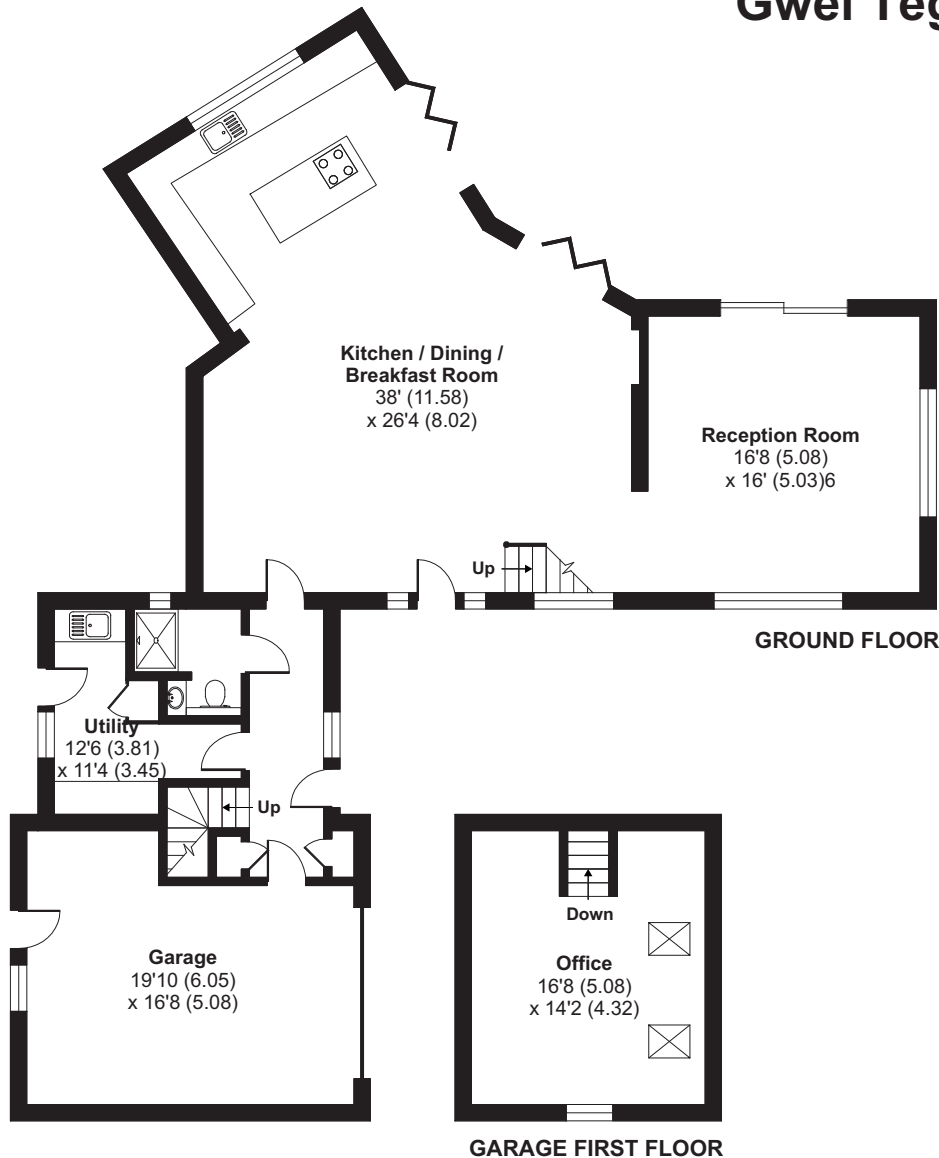 Gwel Teg
Kitchen / Dining /
Breakfast Room
38' (11.58)
x 26'4 (8.02)
Reception Room
16'8 (5.08)
x 16' (5.03)6
Up
GROUND FLOOR
Utility
12'6 (3.81)
x 11'4 (3.45)
Up
Garage
19'10 (6.05)
x 16'8 (5.08)
Down
Office
16'8 (5.08)
x 14'2 (4.32)
GARAGE FIRST FLOOR